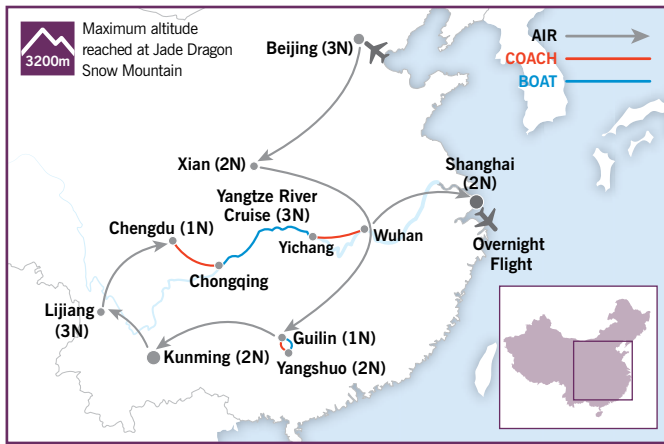 Maximum altitude
reached at Jade Dragon
Snow Mountain
3200m
Beijing (3N)
AIR
COACH
BOAT
Xian (2N)
Shanghai
(2N)
Yangtze River
Cruise (3N)
Chengdu (1N)
Yichang
Wuhan
Overnight
Flight
Chongqing
Lijiang
(3N)
Guilin (1N)
Kunming (2N)
Yangshuo (2N)